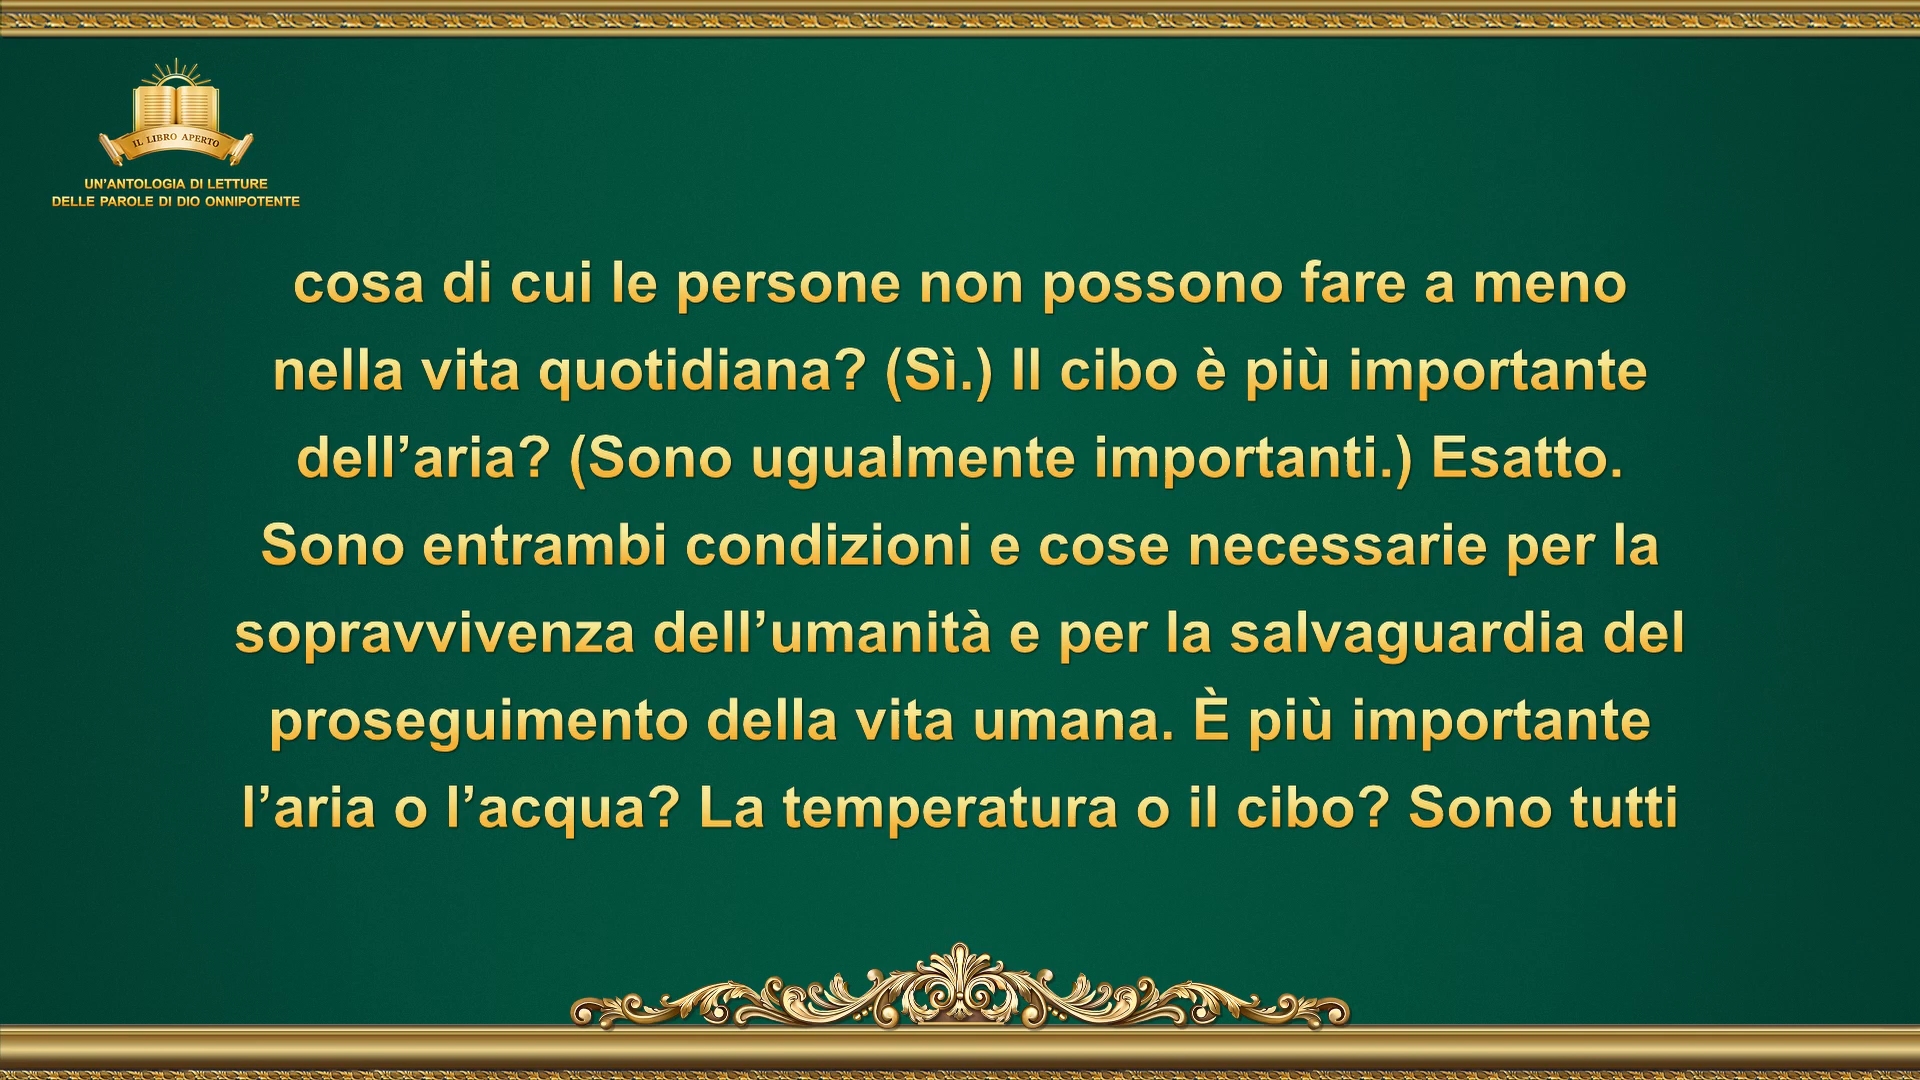 IL LIBRO APERTO
UN’ANTOLOGIA DI LETTURE
DELLE PAROLE DI DIO ONNIPOTENTE
cosa di cui le persone non possono fare a meno
nella vita quotidiana? (Sì.) Il cibo è più importante
dell’aria? (Sono ugualmente importanti.) Esatto.
Sono entrambi condizioni e cose necessarie per la
sopravvivenza dell’umanità e per la salvaguardia del
proseguimento della vita umana. È più importante
l’aria o l’acqua? La temperatura o il cibo? Sono tutti